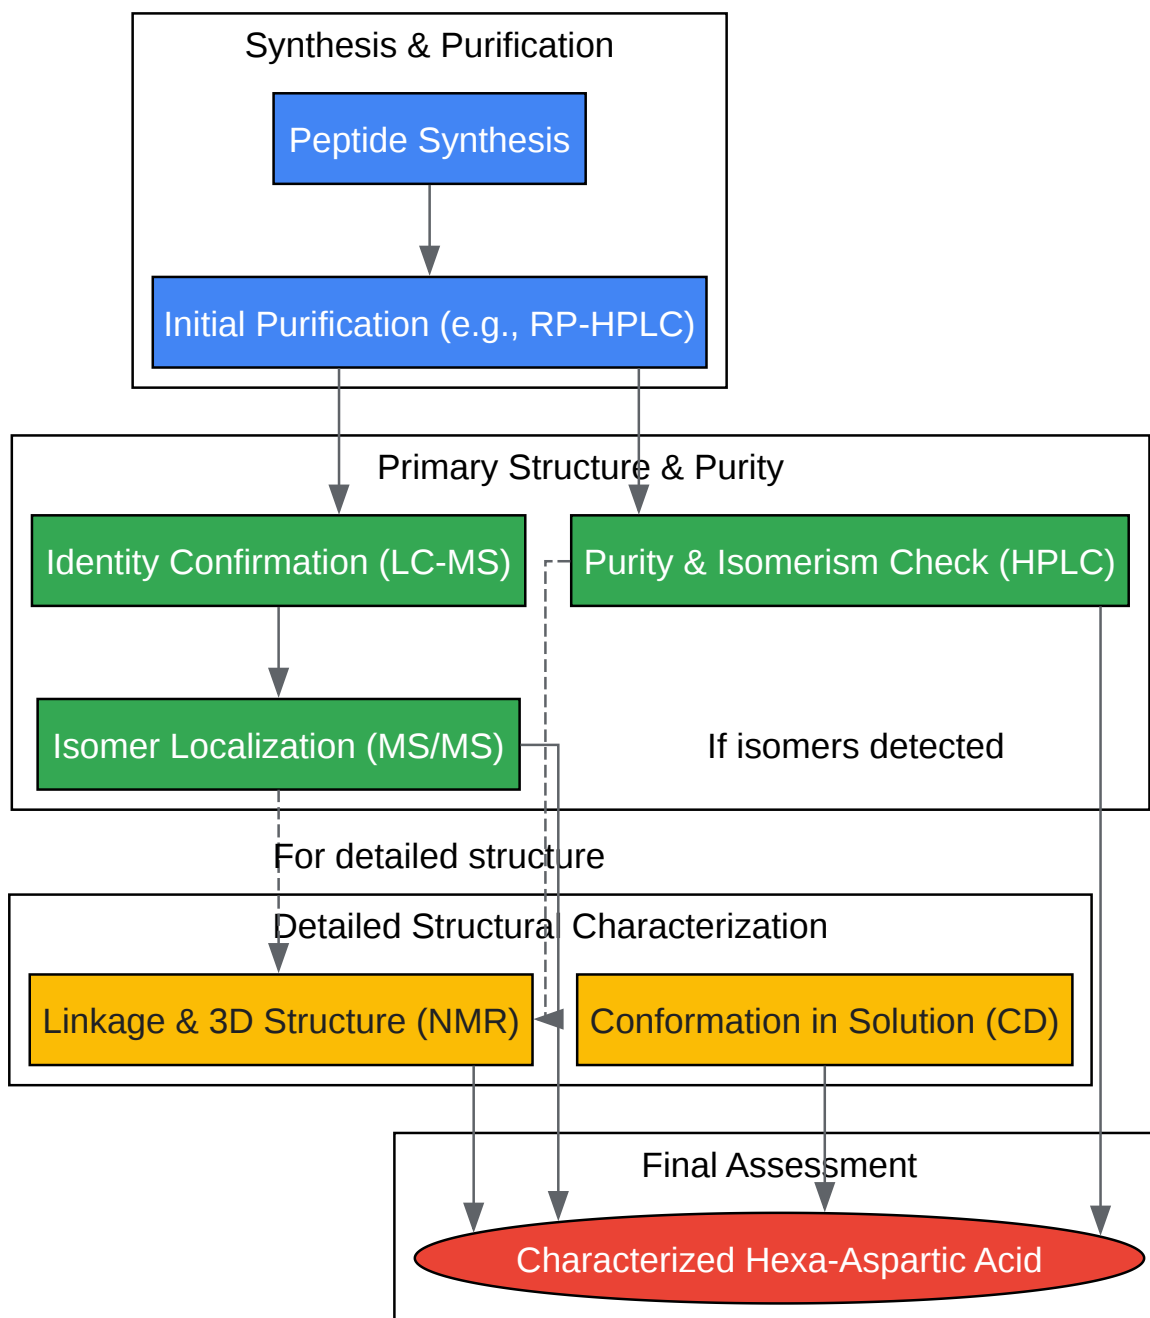 Synthesis & Purification
Peptide Synthesis
Initial Purification (e.g., RP-HPLC)
Primary Structure & Purity
Identity Confirmation (LC-MS)
Purity & Isomerism Check (HPLC)
Isomer Localization (MS/MS)
If isomers detected
For detailed structure
Detailed Structural Characterization
Linkage & 3D Structure (NMR)
Conformation in Solution (CD)
Final Assessment
Characterized Hexa-Aspartic Acid